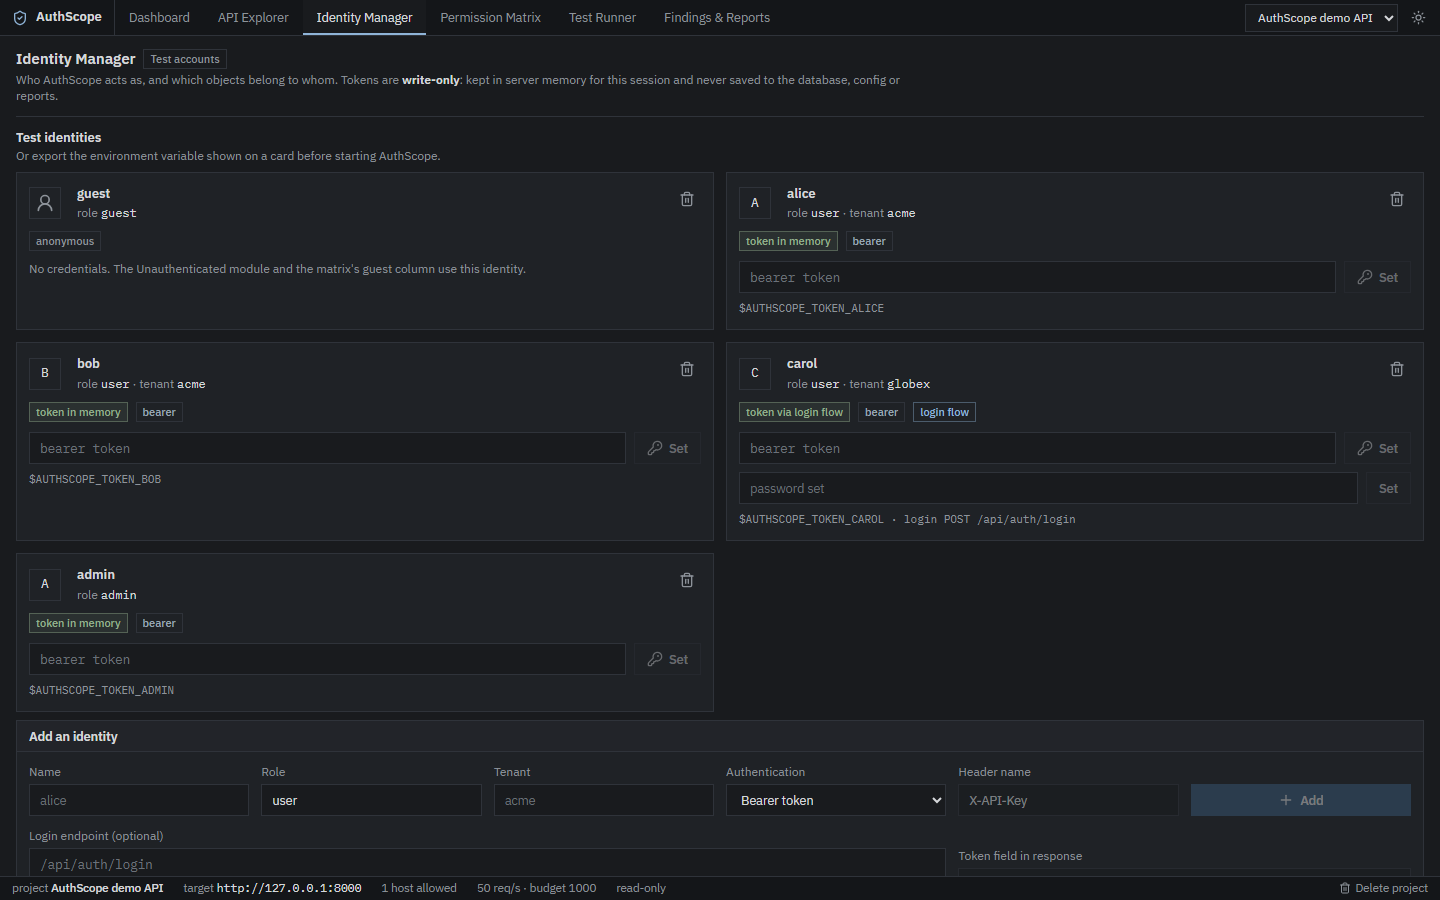 AuthScope
Dashboard
API Explorer
Identity Manager
Permission Matrix
Test Runner
Findings & Reports
AuthScope demo API
Identity Manager
Test accounts
Who AuthScope acts as, and which objects belong to whom. Tokens are write-only: kept in server memory for this session and never saved to the database, config or
reports.
Test identities
Or export the environment variable shown on a card before starting AuthScope.
guest
role guest
anonymous
No credentials. The Unauthenticated module and the matrix's guest column use this identity.
A
alice
role user · tenant acme
token in memory
bearer
bearer token
Set
$AUTHSCOPE_TOKEN_ALICE
B
bob
role user · tenant acme
token in memory
bearer
bearer token
Set
$AUTHSCOPE_TOKEN_BOB
C
carol
role user · tenant globex
token via login flow
bearer
login flow
bearer token
Set
password set
Set
$AUTHSCOPE_TOKEN_CAROL · login POST /api/auth/login
A
admin
role admin
token in memory
bearer
bearer token
Set
$AUTHSCOPE_TOKEN_ADMIN
Add an identity
Name
Role
Tenant
Authentication
Header name
alice
user
acme
Bearer token
X-API-Key
Add
Login endpoint (optional)
/api/auth/login
Token field in response
project AuthScope demo API
target http://127.0.0.1:8000
1 host allowed
50 req/s · budget 1000
read-only
Delete project